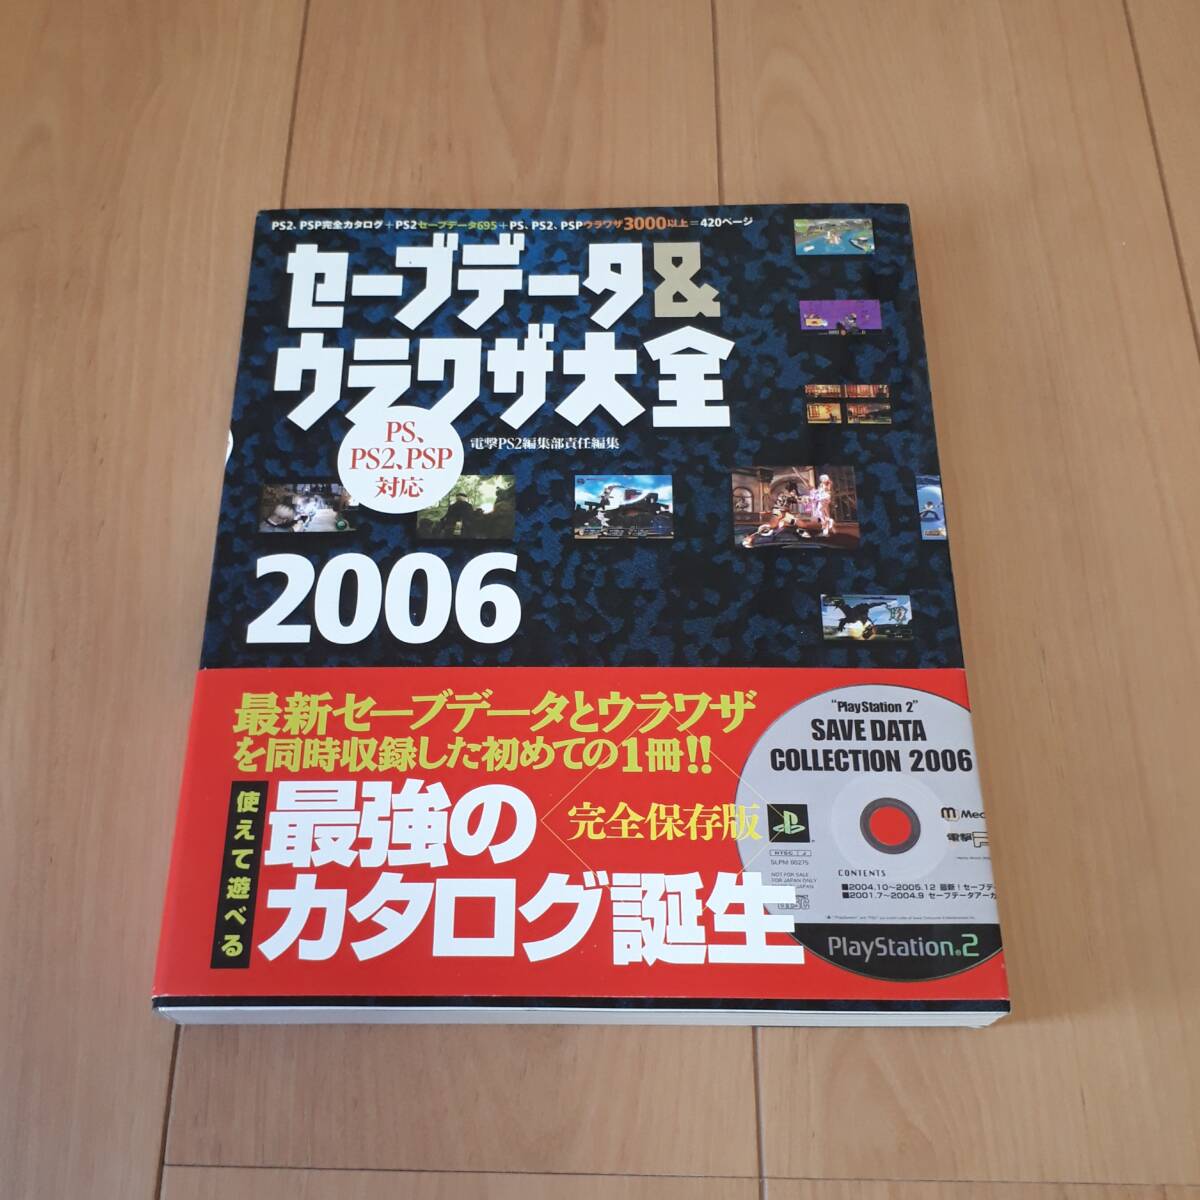 PS2、PSP完全カタログ+PS2セーブデータ695+PS、PS2、PSPウラワザ3000以上=420ページ
セーブデータ&
ウラワザ大全
PS、
PS2、PSP
対応
電撃PS2編集部責任編集
2006
最新セーブデータとウラワザ
を同時収録した初めての1冊!!
使えて遊べる
最強の
カタログ誕生
完全保存版
"PlayStation 2"
SAVE DATA
COLLECTION 2006
Mec
電撃P
NTSC J
SLPM 60275
NOT FOR SALE
FOR JAPAN ONLY
CONTENTS
■2004.10～2005.12 最新!セーブデー
■2001.7～2004.9 セーブデータアーカ
PlayStation.2